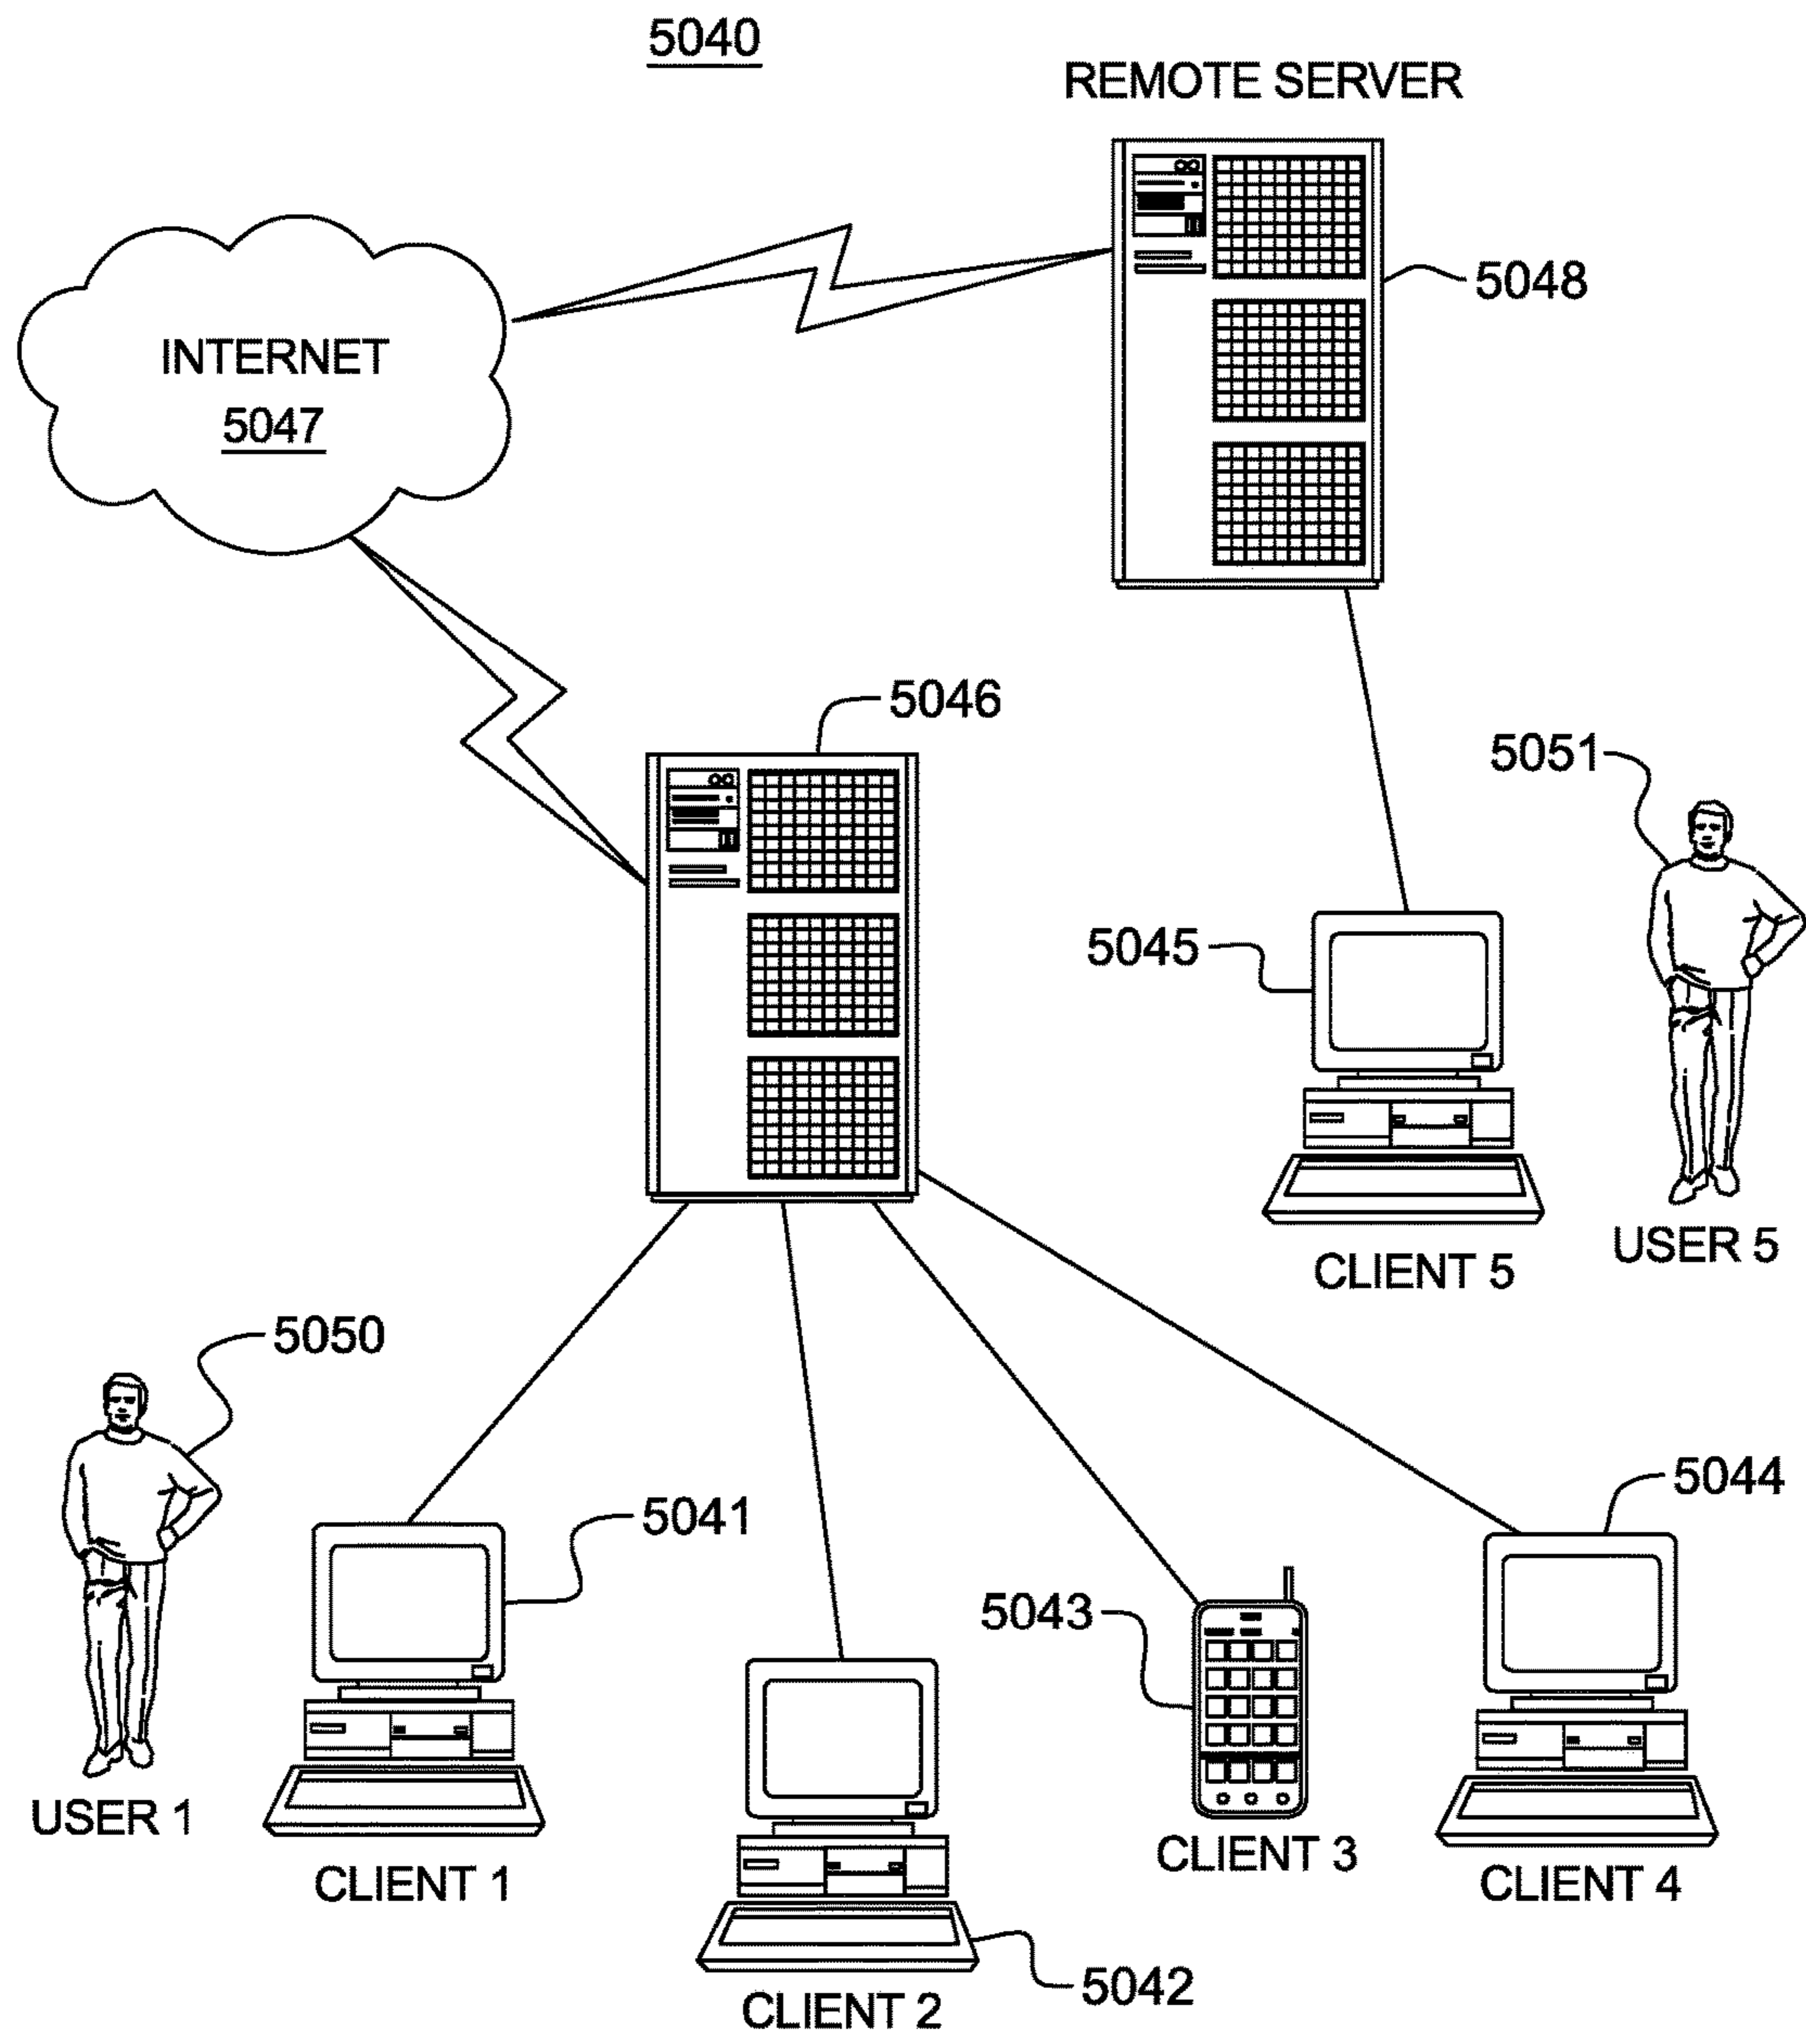 5040
REMOTE SERVER
5048
INTERNET
5047
5046
5051
5045
USER 5
CLIENT 5
5050
5044
5041
5043
USER 1
CLIENT 3
CLIENT 1
CLIENT 4
5042
CLIENT 2